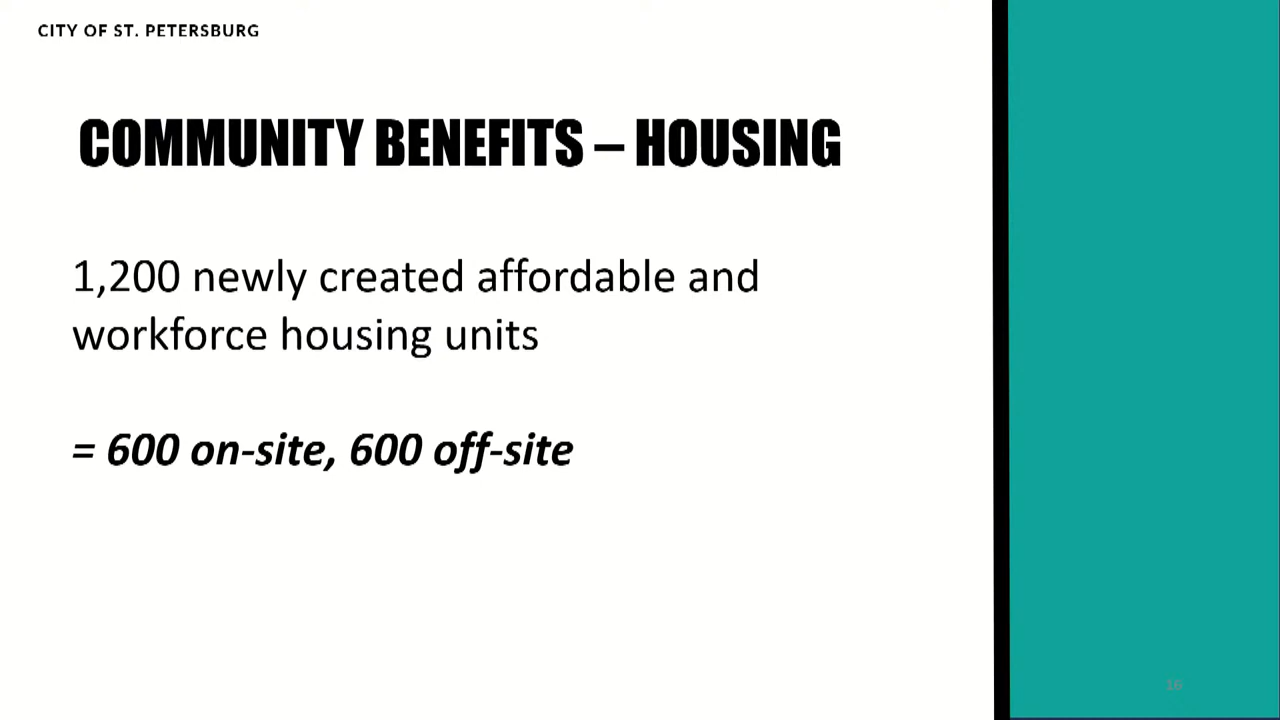 CITY OF ST. PETERSBURG
COMMUNITY BENEFITS – HOUSING
1,200 newly created affordable and
workforce housing units
= 600 on-site, 600 off-site
16